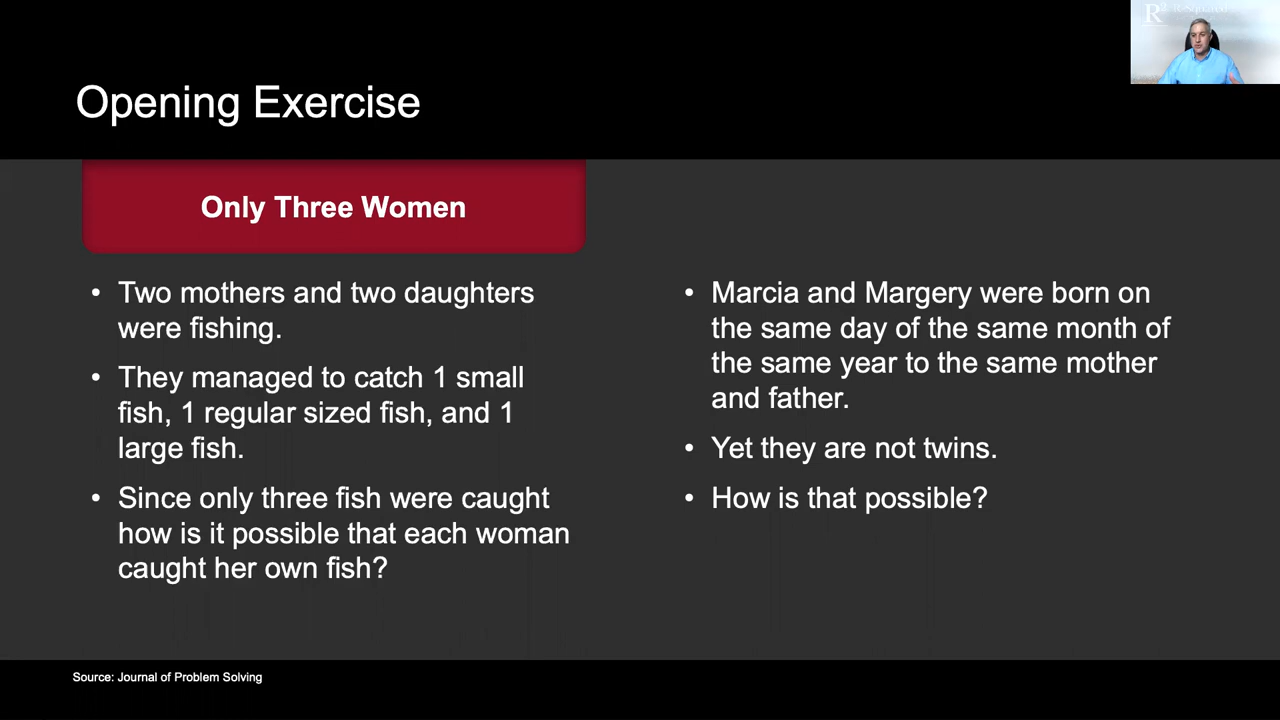 Opening Exercise
Only Three Women
• Two mothers and two daughters
were fishing.
• They managed to catch 1 small
fish, 1 regular sized fish, and 1
large fish.
• Since only three fish were caught
how is it possible that each woman
caught her own fish?
• Marcia and Margery were born on
the same day of the same month of
the same year to the same mother
and father.
• Yet they are not twins.
• How is that possible?
Source: Journal of Problem Solving